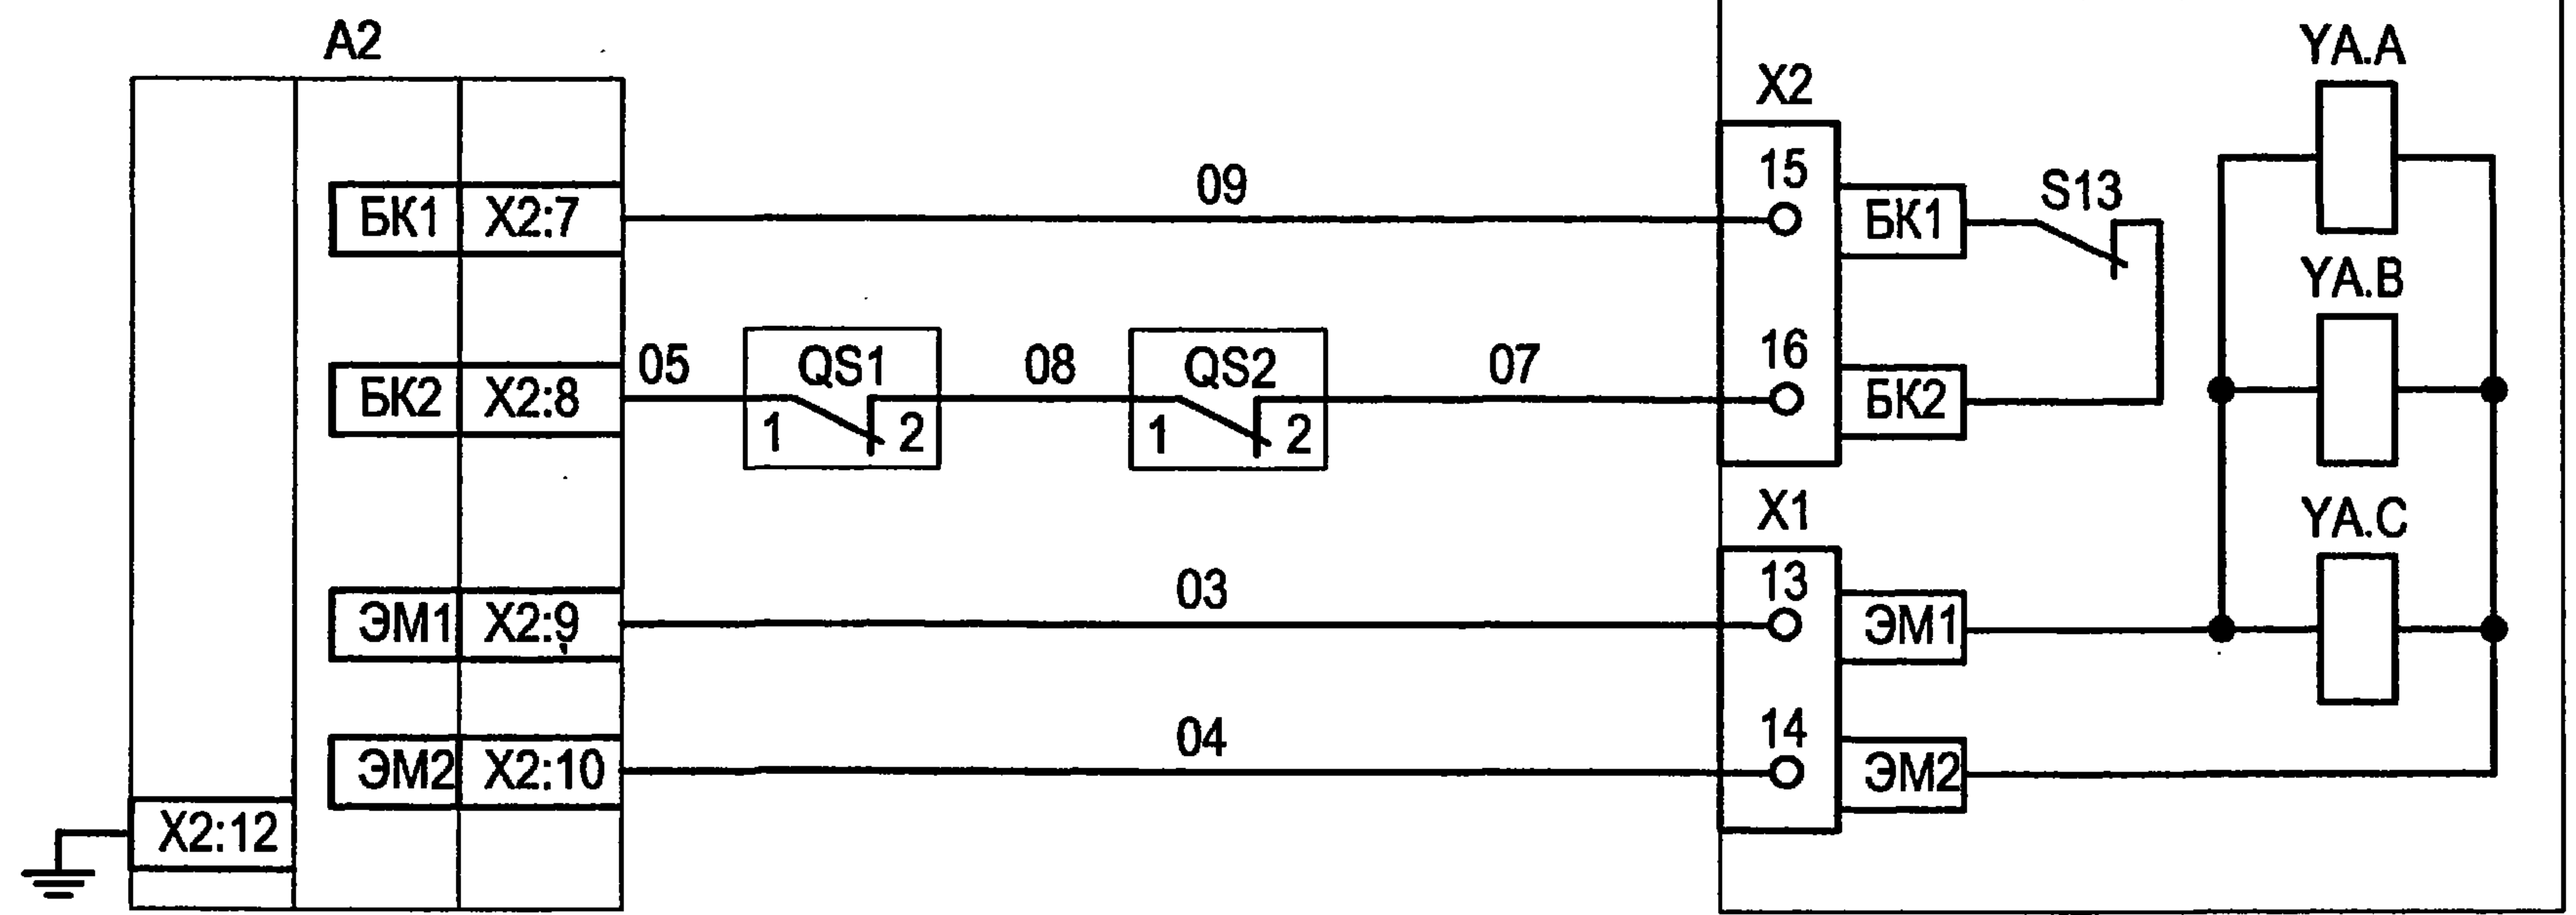 A2
YA.A
X2
15
09
S13
БК1 X2:7
БК1
YA.B
16
05
QS1
08
QS2
07
БК2 X2:8
1 2
1 2
БК2
X1
YA.C
13
03
ЭМ1 X2:9
ЭМ1
14
04
ЭМ2 X2:10
ЭМ2
X2:12